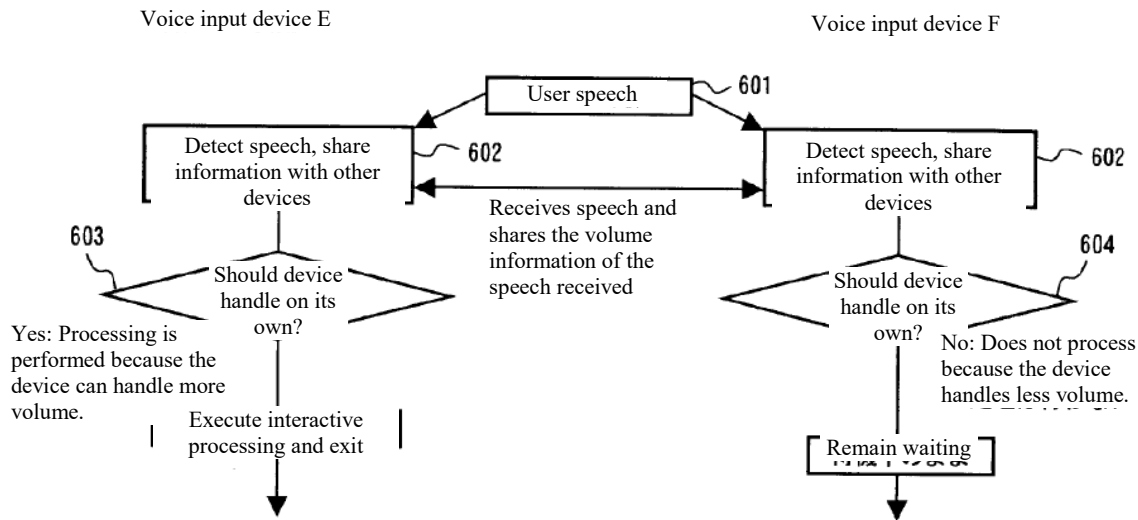 Voice input device E
Voice input device F
User speech
601
Detect speech, share
information with other
devices
602
Detect speech, share
information with other
devices
602
Receives speech and
shares the volume
information of the
speech received
603
Should device
handle on its
own?
604
Should device
handle on its
own?
Yes: Processing is
performed because the
device can handle more
volume.
No: Does not process
because the device
handles less volume.
Execute interactive
processing and exit
Remain waiting